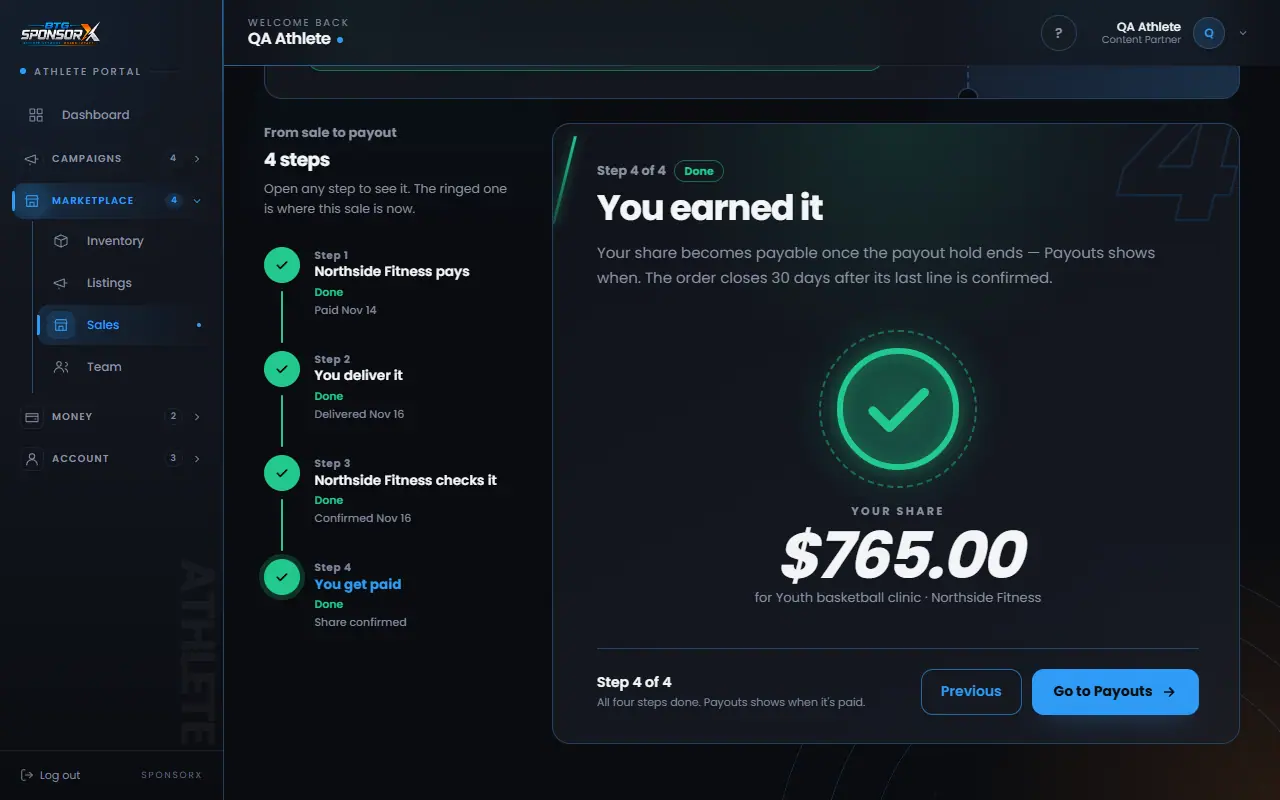 BTG
SPONSORX
ATHLETE PORTAL
Dashboard
CAMPAIGNS 4
MARKETPLACE 4
Inventory
Listings
Sales
Team
MONEY 2
ACCOUNT 3
ATHLETE
Log out
SPONSORX
WELCOME BACK
QA Athlete
?
QA Athlete
Content Partner
Q
From sale to payout
4 steps
Open any step to see it. The ringed one
is where this sale is now.
Step 1
Northside Fitness pays
Done
Paid Nov 14
Step 2
You deliver it
Done
Delivered Nov 16
Step 3
Northside Fitness checks it
Done
Confirmed Nov 16
Step 4
You get paid
Done
Share confirmed
4
Step 4 of 4 Done
You earned it
Your share becomes payable once the payout hold ends — Payouts shows
when. The order closes 30 days after its last line is confirmed.
YOUR SHARE
$765.00
for Youth basketball clinic · Northside Fitness
Step 4 of 4
All four steps done. Payouts shows when it's paid.
Previous
Go to Payouts →